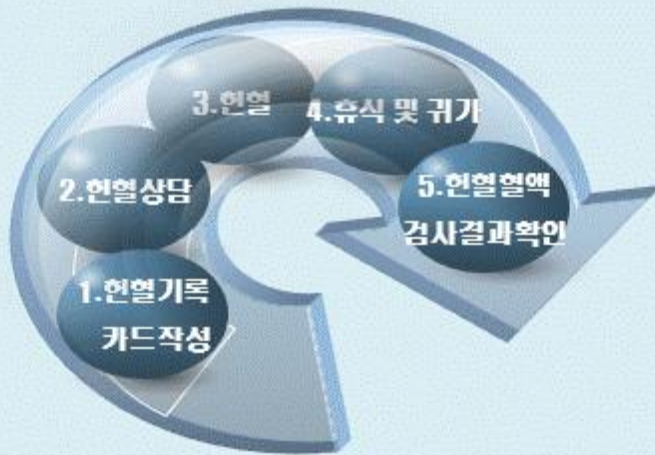 1.헌혈기록
카드작성
2.헌혈상담
3.헌혈
4.휴식 및 귀가
5.헌혈혈액
검사결과확인